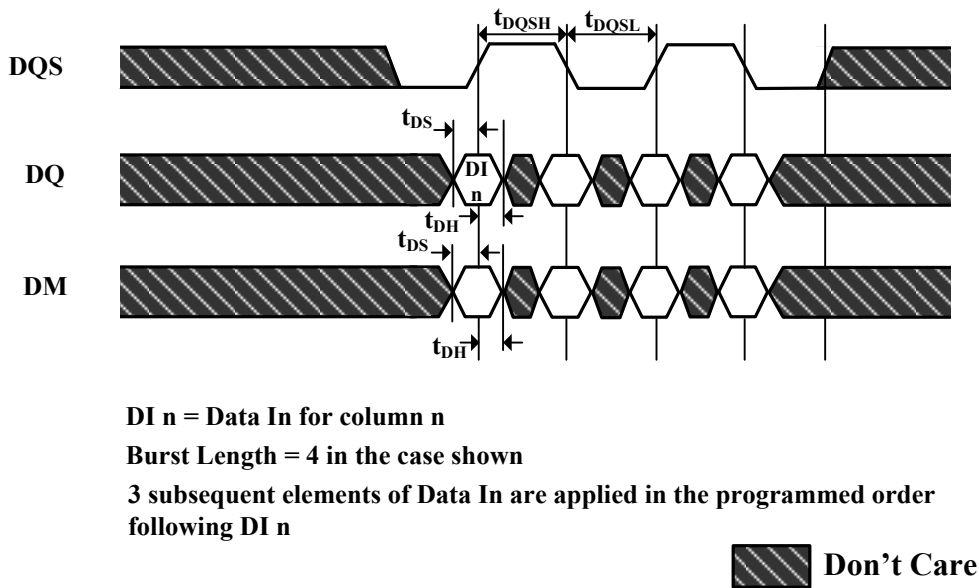 tDQSH tDQSL
DQS
tDS
DQ
DI
n
tDH
tDS
DM
tDH
DI n = Data In for column n
Burst Length = 4 in the case shown
3 subsequent elements of Data In are applied in the programmed order
following DI n
Don't Care